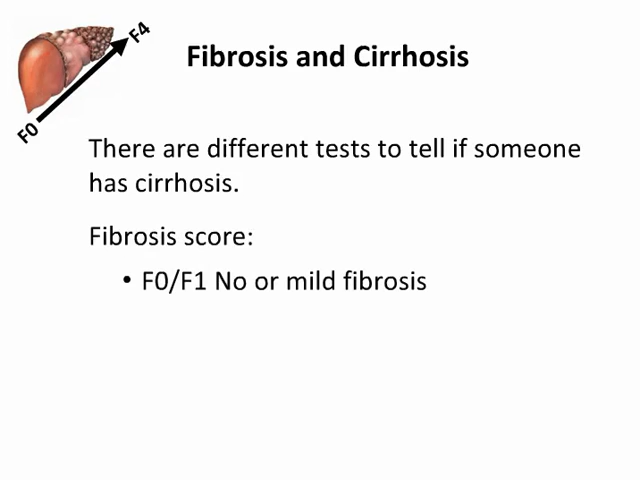 F4
Fibrosis and Cirrhosis
F0
There are different tests to tell if someone
has cirrhosis.
Fibrosis score:
• F0/F1 No or mild fibrosis